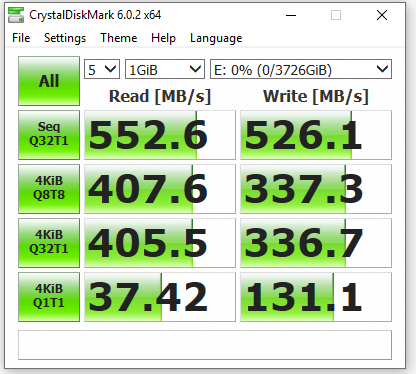 CrystalDiskMark 6.0.2 x64
File Settings Theme Help Language
All 5 1GiB E: 0% (0/3726GiB)
Read [MB/s] Write [MB/s]
Seq
Q32T1 552.6 526.1
4KiB
Q8T8 407.6 337.3
4KiB
Q32T1 405.5 336.7
4KiB
Q1T1 37.42 131.1